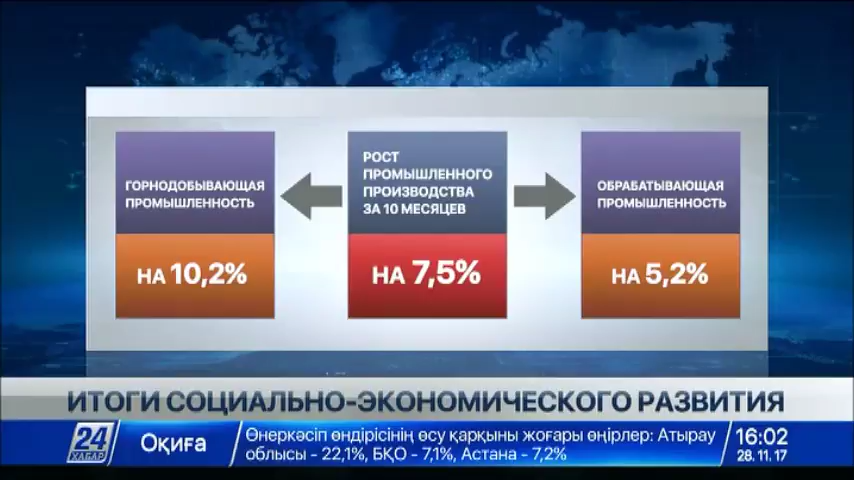 ГОРНОДОБЫВАЮЩАЯ
ПРОМЫШЛЕННОСТЬ
НА 10,2%
РОСТ
ПРОМЫШЛЕННОГО
ПРОИЗВОДСТВА
ЗА 10 МЕСЯЦЕВ
НА 7,5%
ОБРАБАТЫВАЮЩАЯ
ПРОМЫШЛЕННОСТЬ
НА 5,2%
ИТОГИ СОЦИАЛЬНО-ЭКОНОМИЧЕСКОГО РАЗВИТИЯ
24
ХАБАР
Оқиға
Өнеркәсіп өндірісінің өсу қарқыны жоғары өңірлер: Атырау
облысы - 22,1%, БҚО - 7,1%, Астана - 7,2%
16:02
28.11.17